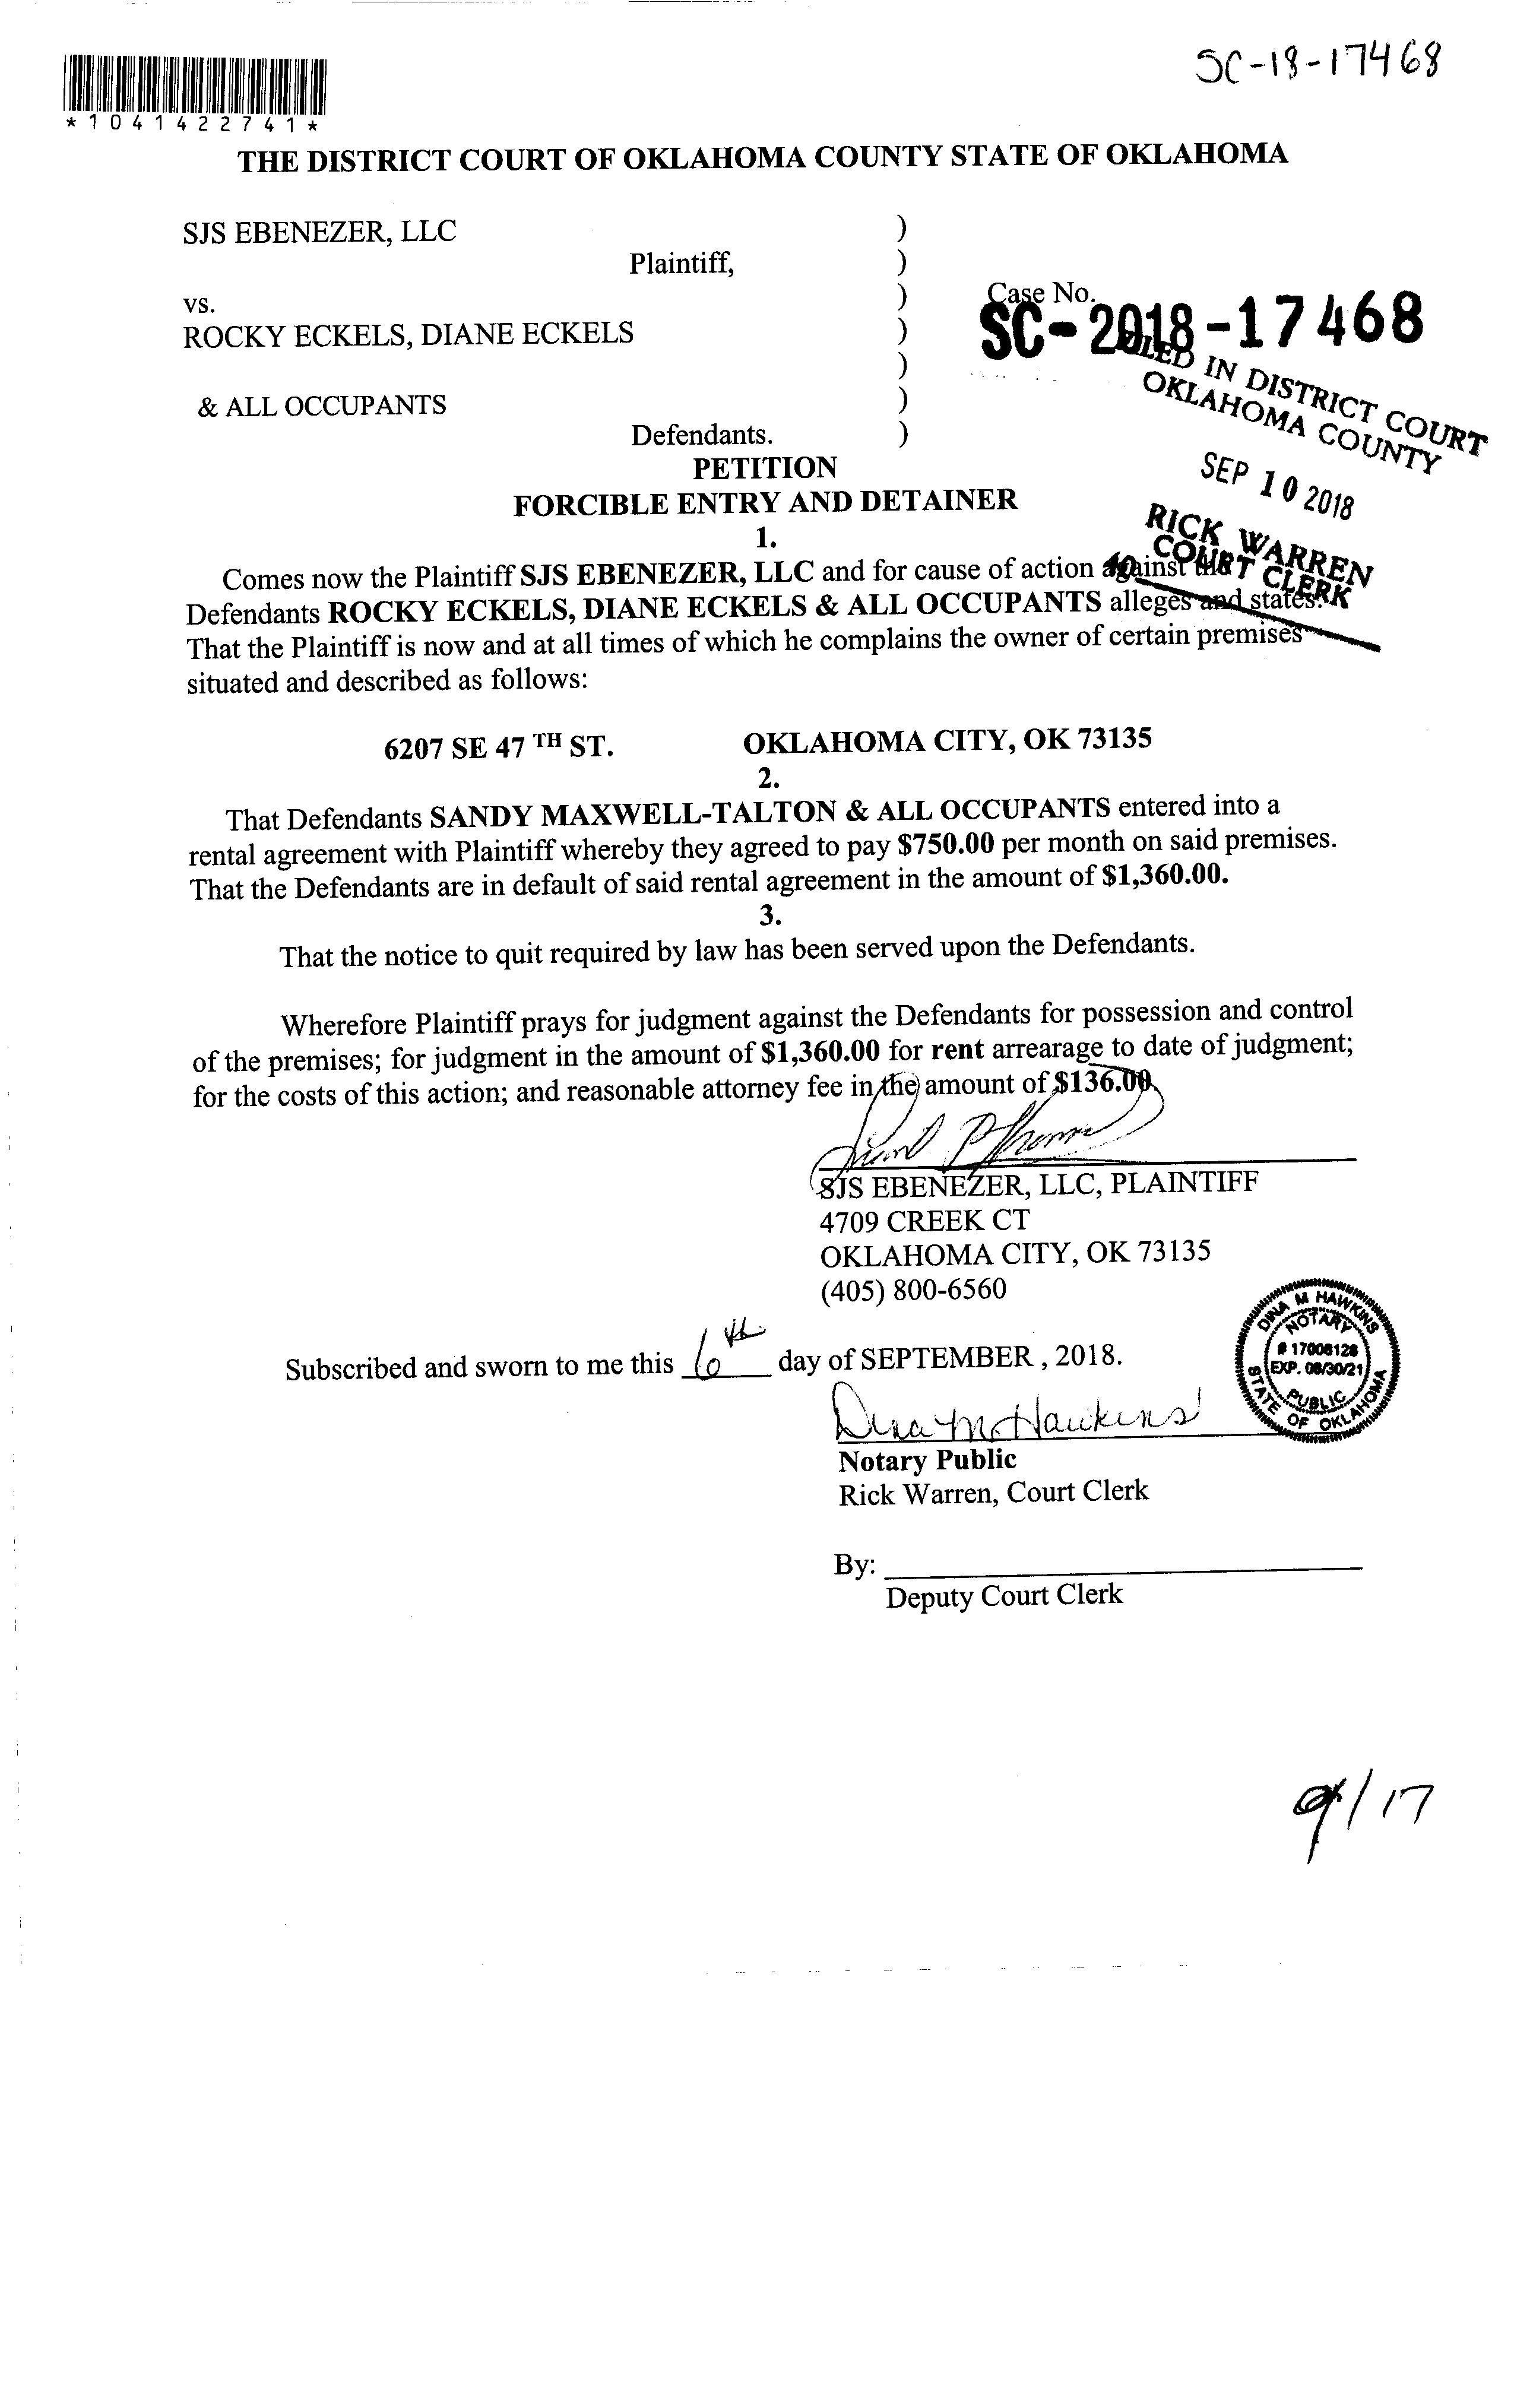 SC-18-17468
*1041422741*
THE DISTRICT COURT OF OKLAHOMA COUNTY STATE OF OKLAHOMA
SJS EBENEZER, LLC )
Plaintiff, )
vs. )
Case No.
SC-2018-17468
ROCKY ECKELS, DIANE ECKELS )
)
& ALL OCCUPANTS )
Defendants. )
LED IN DISTRICT COURT
OKLAHOMA COUNTY
SEP 10 2018
RICK WARREN
COURT CLERK
40
PETITION
FORCIBLE ENTRY AND DETAINER
1.
Comes now the Plaintiff SJS EBENEZER, LLC and for cause of action against the
Defendants ROCKY ECKELS, DIANE ECKELS & ALL OCCUPANTS alleges and states:
That the Plaintiff is now and at all times of which he complains the owner of certain premises
situated and described as follows:
6207 SE 47 TH ST. OKLAHOMA CITY, OK 73135
2.
That Defendants SANDY MAXWELL-TALTON & ALL OCCUPANTS entered into a
rental agreement with Plaintiff whereby they agreed to pay $750.00 per month on said premises.
That the Defendants are in default of said rental agreement in the amount of $1,360.00.
3.
That the notice to quit required by law has been served upon the Defendants.
Wherefore Plaintiff prays for judgment against the Defendants for possession and control
of the premises; for judgment in the amount of $1,360.00 for rent arrearage to date of judgment;
for the costs of this action; and reasonable attorney fee in the amount of $136.00.
SJS EBENEZER, LLC, PLAINTIFF
4709 CREEK CT
OKLAHOMA CITY, OK 73135
(405) 800-6560
Subscribed and sworn to me this 6th day of SEPTEMBER , 2018.
DINA M HAWKINS
NOTARY
# 17008128
EXP. 08/30/21
PUBLIC
STATE OF OKLAHOMA
Dina M Hawkins
Notary Public
Rick Warren, Court Clerk
By:
Deputy Court Clerk
9/17